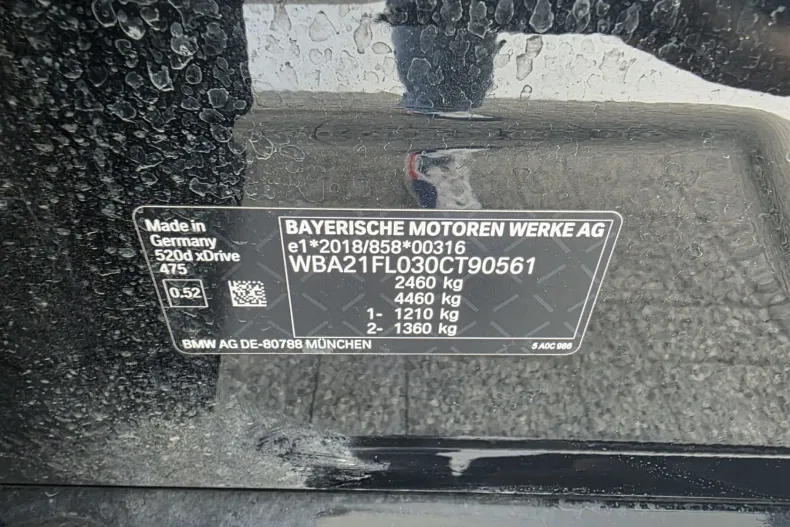 Made in
Germany
520d xDrive
475
0.52
BAYERISCHE MOTOREN WERKE AG
e1*2018/858*00316
WBA21FL030CT90561
2460 kg
4460 kg
1- 1210 kg
2- 1360 kg
BMW AG DE-80788 MÜNCHEN
5 A0C 986